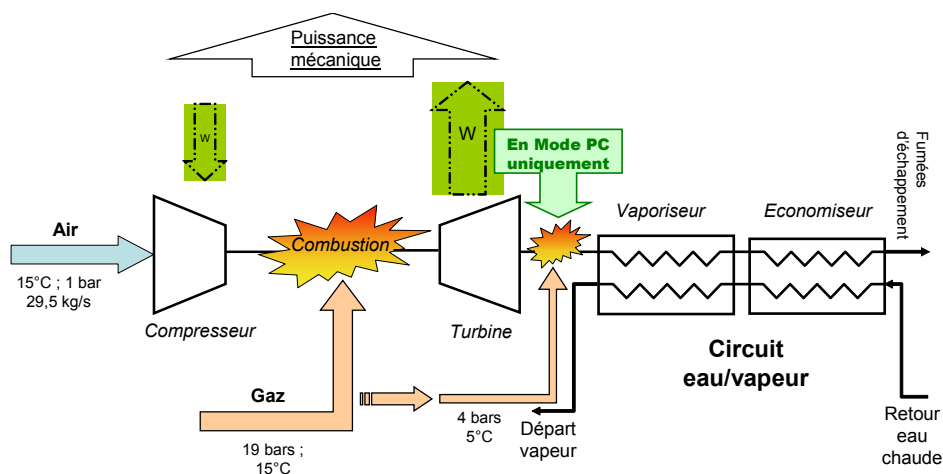 Puissance
mécanique
W
W
En Mode PC
uniquement
Fumées
d'échappement
Vaporiseur
Economiseur
Air
Combustion
15°C ; 1 bar
29,5 kg/s
Compresseur
Turbine
Circuit
eau/vapeur
Gaz
4 bars
5°C
Départ
vapeur
Retour
eau
chaude
19 bars ;
15°C